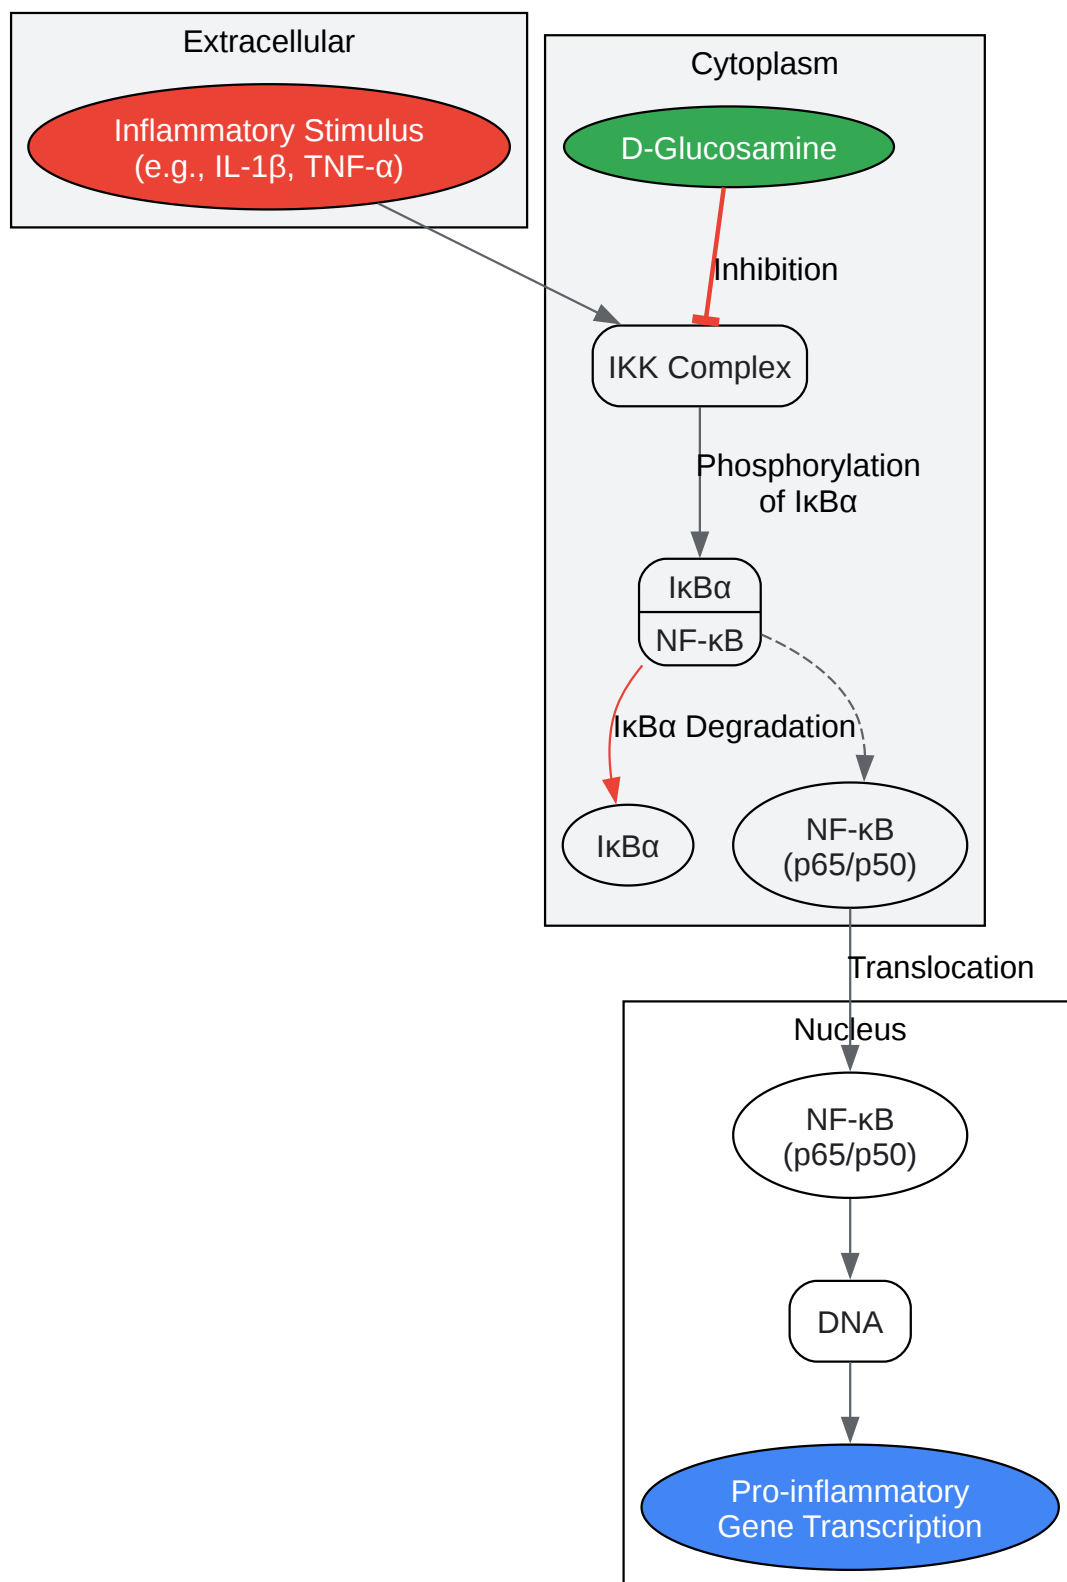 Extracellular
Inflammatory Stimulus
(e.g., IL-1β, TNF-α)
Cytoplasm
D-Glucosamine
Inhibition
IKK Complex
Phosphorylation
of IκBα
IκBα
NF-κB
IκBα Degradation
IκBα
NF-κB
(p65/p50)
Translocation
Nucleus
NF-κB
(p65/p50)
DNA
Pro-inflammatory
Gene Transcription